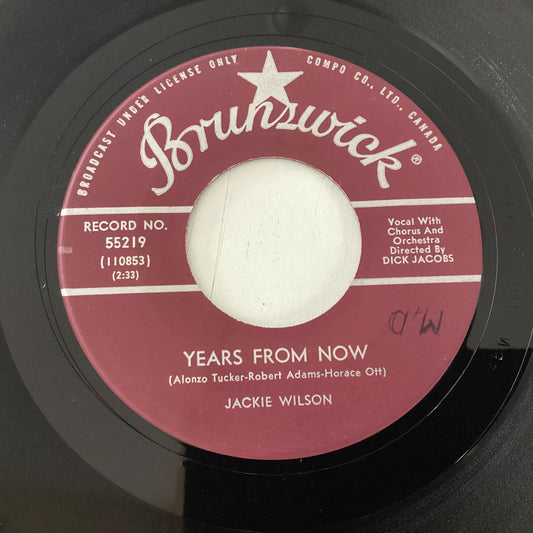 BROADCAST UNDER LICENSE ONLY COMPO CO., LTD., CANADA
Brunswick®
RECORD NO.
55219
(110853)
(2:33)
Vocal With
Chorus And
Orchestra
Directed By
DICK JACOBS
YEARS FROM NOW
(Alonzo Tucker-Robert Adams-Horace Ott)
JACKIE WILSON